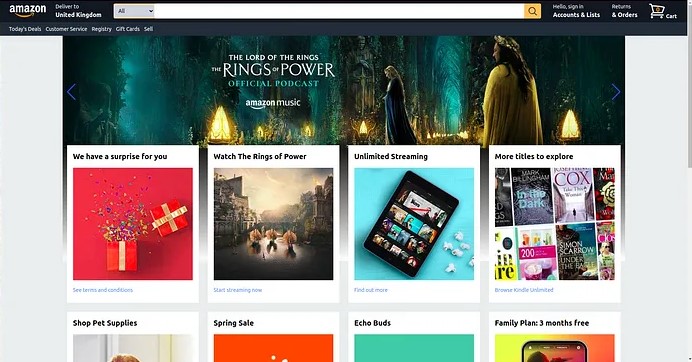 amazon
Deliver to
United Kingdom
All
Hello, sign in
Accounts & Lists
Returns
& Orders
0
Cart
Today's Deals Customer Service Registry Gift Cards Sell
THE LORD OF THE RINGS
THE RINGS OF POWER
OFFICIAL PODCAST
amazon music
We have a surprise for you
Watch The Rings of Power
Unlimited Streaming
More titles to explore
MARK
BILLINGHAM
In the
Dark
COX
200
SIMON
SCARROW
UNDER THE
EAGLE
See terms and conditions
Start streaming now
Find out more
Browse Kindle Unlimited
Shop Pet Supplies
Spring Sale
Echo Buds
Family Plan: 3 months free